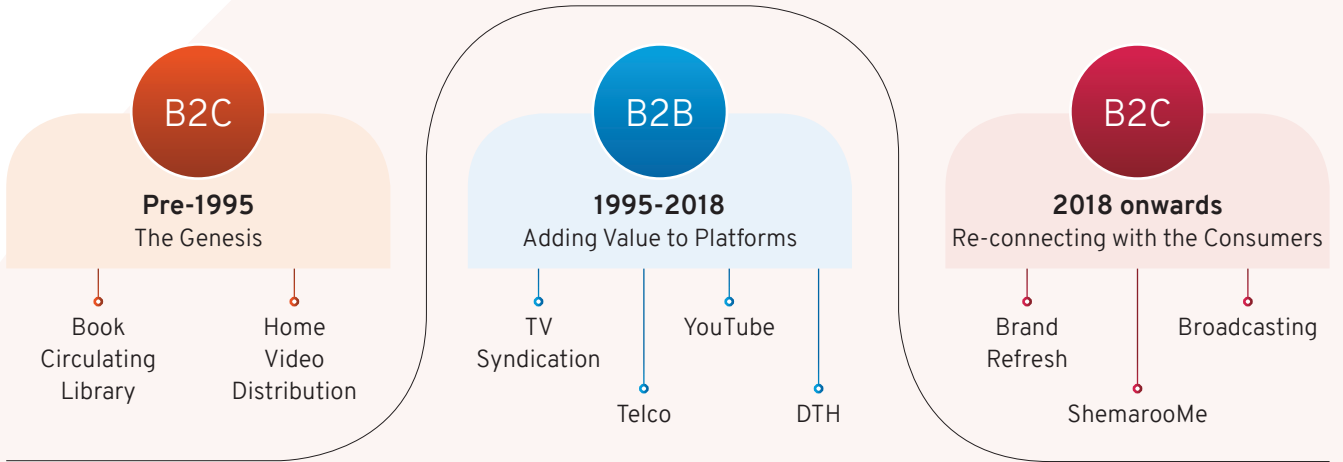 B2C
Pre-1995
The Genesis
Book
Circulating
Library
Home
Video
Distribution
B2B
1995-2018
Adding Value to Platforms
TV
Syndication
Telco
YouTube
DTH
B2C
2018 onwards
Re-connecting with the Consumers
Brand
Refresh
ShemarooMe
Broadcasting